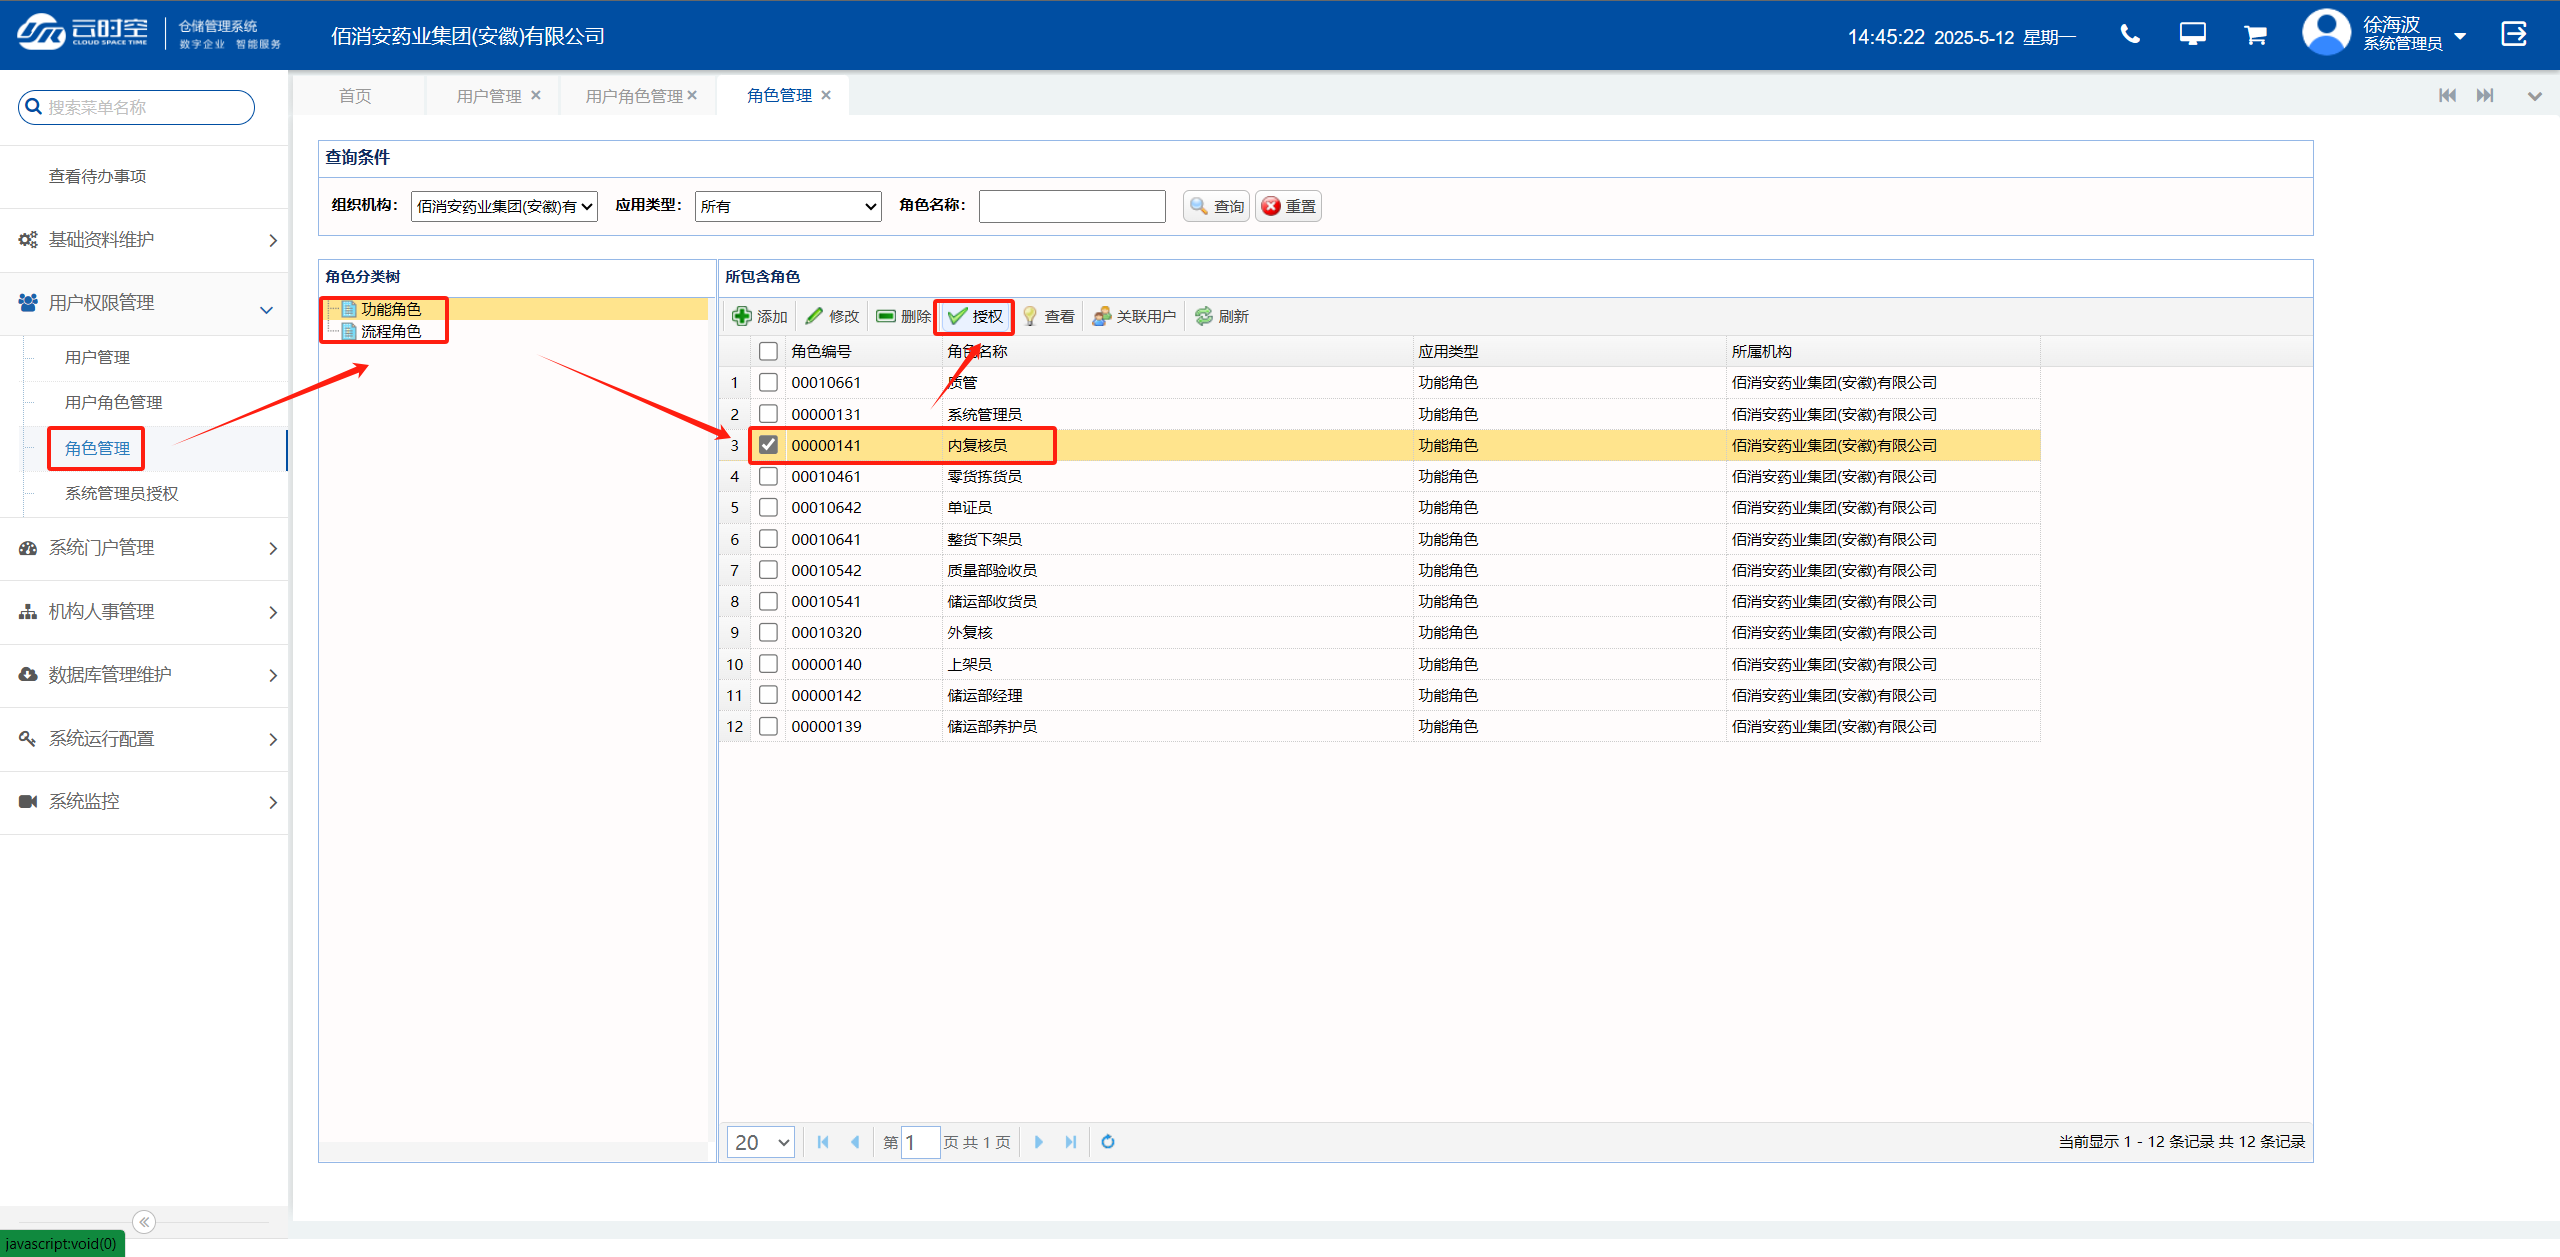 云时空
CLOUD SPACE TIME
仓储管理系统
数字企业 智能服务
佰消安药业集团(安徽)有限公司
14:45:22 2025-5-12 星期一
徐海波
系统管理员
搜索菜单名称
首页
用户管理
用户角色管理
角色管理
查看待办事项
基础资料维护
用户权限管理
用户管理
用户角色管理
角色管理
系统管理员授权
系统门户管理
机构人事管理
数据库管理维护
系统运行配置
系统监控
查询条件
组织机构: 佰消安药业集团(安徽)有 应用类型: 所有 角色名称: 查询 重置
角色分类树
功能角色
流程角色
所包含角色
添加 修改 删除 授权 查看 关联用户 刷新
角色编号 角色名称 应用类型 所属机构
1 00010661 质管 功能角色 佰消安药业集团(安徽)有限公司
2 00000131 系统管理员 功能角色 佰消安药业集团(安徽)有限公司
3 00000141 内复核员 功能角色 佰消安药业集团(安徽)有限公司
4 00010461 零货拣货员 功能角色 佰消安药业集团(安徽)有限公司
5 00010642 单证员 功能角色 佰消安药业集团(安徽)有限公司
6 00010641 整货下架员 功能角色 佰消安药业集团(安徽)有限公司
7 00010542 质量部验收员 功能角色 佰消安药业集团(安徽)有限公司
8 00010541 储运部收货员 功能角色 佰消安药业集团(安徽)有限公司
9 00010320 外复核 功能角色 佰消安药业集团(安徽)有限公司
10 00000140 上架员 功能角色 佰消安药业集团(安徽)有限公司
11 00000142 储运部经理 功能角色 佰消安药业集团(安徽)有限公司
12 00000139 储运部养护员 功能角色 佰消安药业集团(安徽)有限公司
20 第 1 页 共 1 页
当前显示 1 - 12 条记录 共 12 条记录
javascript:void(0)